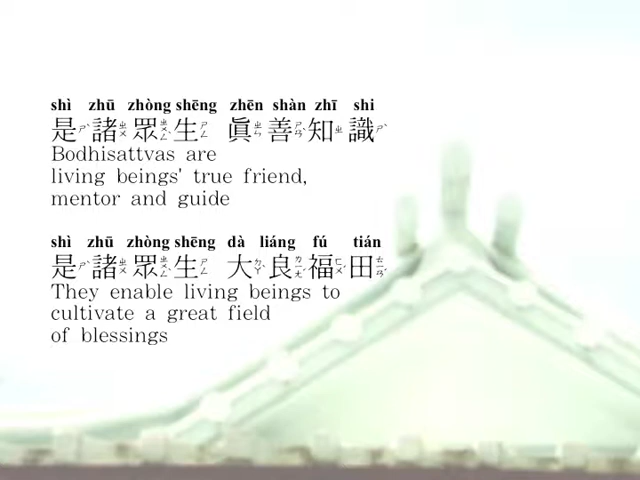 shì zhū zhòng shēng zhēn shàn zhī shi
是諸眾生 眞善知識
Bodhisattvas are
living beings' true friend,
mentor and guide
shì zhū zhòng shēng dà liáng fú tián
是諸眾生 大良福田
They enable living beings to
cultivate a great field
of blessings